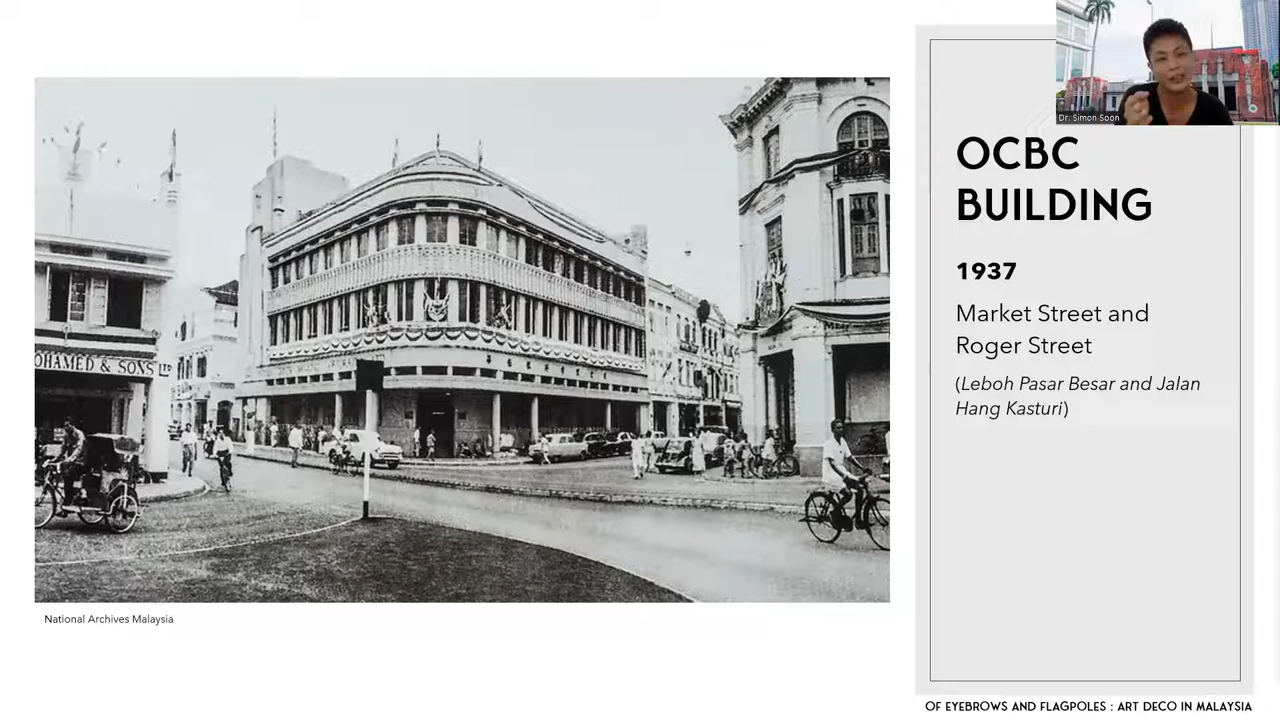 OHAMED & SONS LTD
National Archives Malaysia
Dr. Simon Soon
OCBC
BUILDING
1937
Market Street and
Roger Street
(Leboh Pasar Besar and Jalan
Hang Kasturi)
OF EYEBROWS AND FLAGPOLES : ART DECO IN MALAYSIA